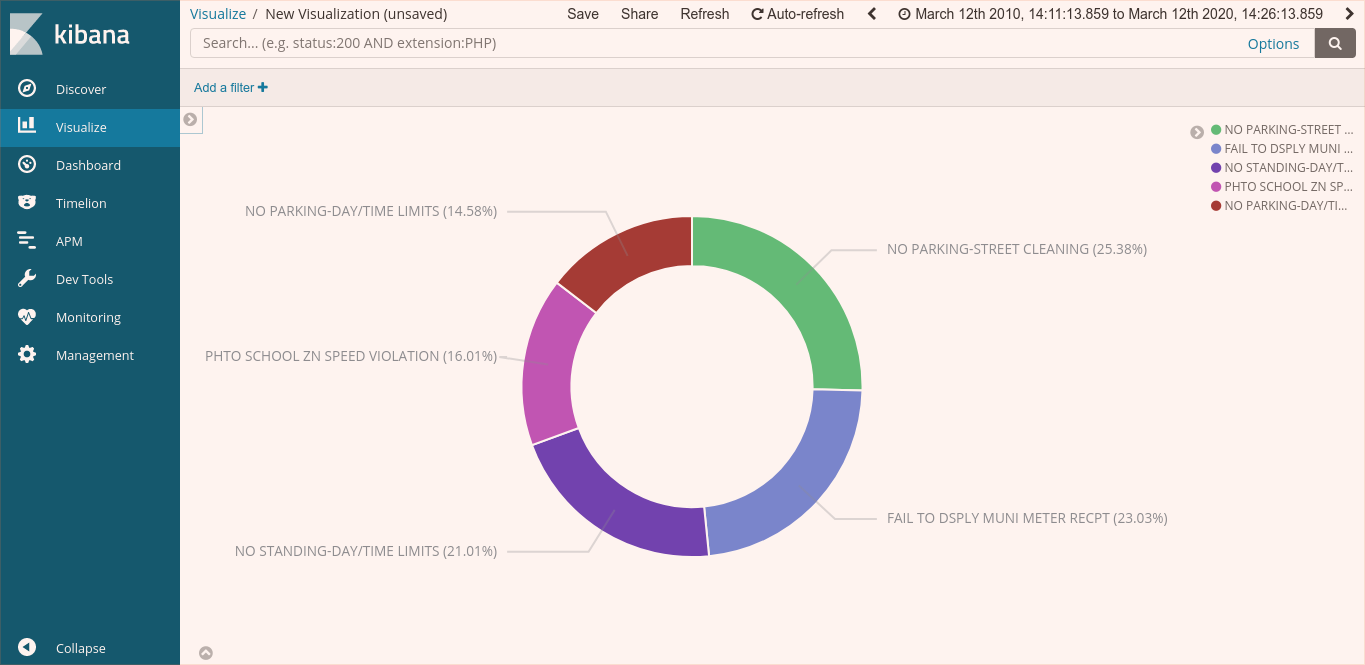 kibana
Discover
Visualize
Dashboard
Timelion
APM
Dev Tools
Monitoring
Management
Collapse
Visualize / New Visualization (unsaved) Save Share Refresh Auto-refresh March 12th 2010, 14:11:13.859 to March 12th 2020, 14:26:13.859
Search... (e.g. status:200 AND extension:PHP) Options
Add a filter +
NO PARKING-STREET ...
FAIL TO DSPLY MUNI ...
NO STANDING-DAY/T...
PHTO SCHOOL ZN SP...
NO PARKING-DAY/TI...
NO PARKING-DAY/TIME LIMITS (14.58%)
NO PARKING-STREET CLEANING (25.38%)
PHTO SCHOOL ZN SPEED VIOLATION (16.01%)
FAIL TO DSPLY MUNI METER RECPT (23.03%)
NO STANDING-DAY/TIME LIMITS (21.01%)